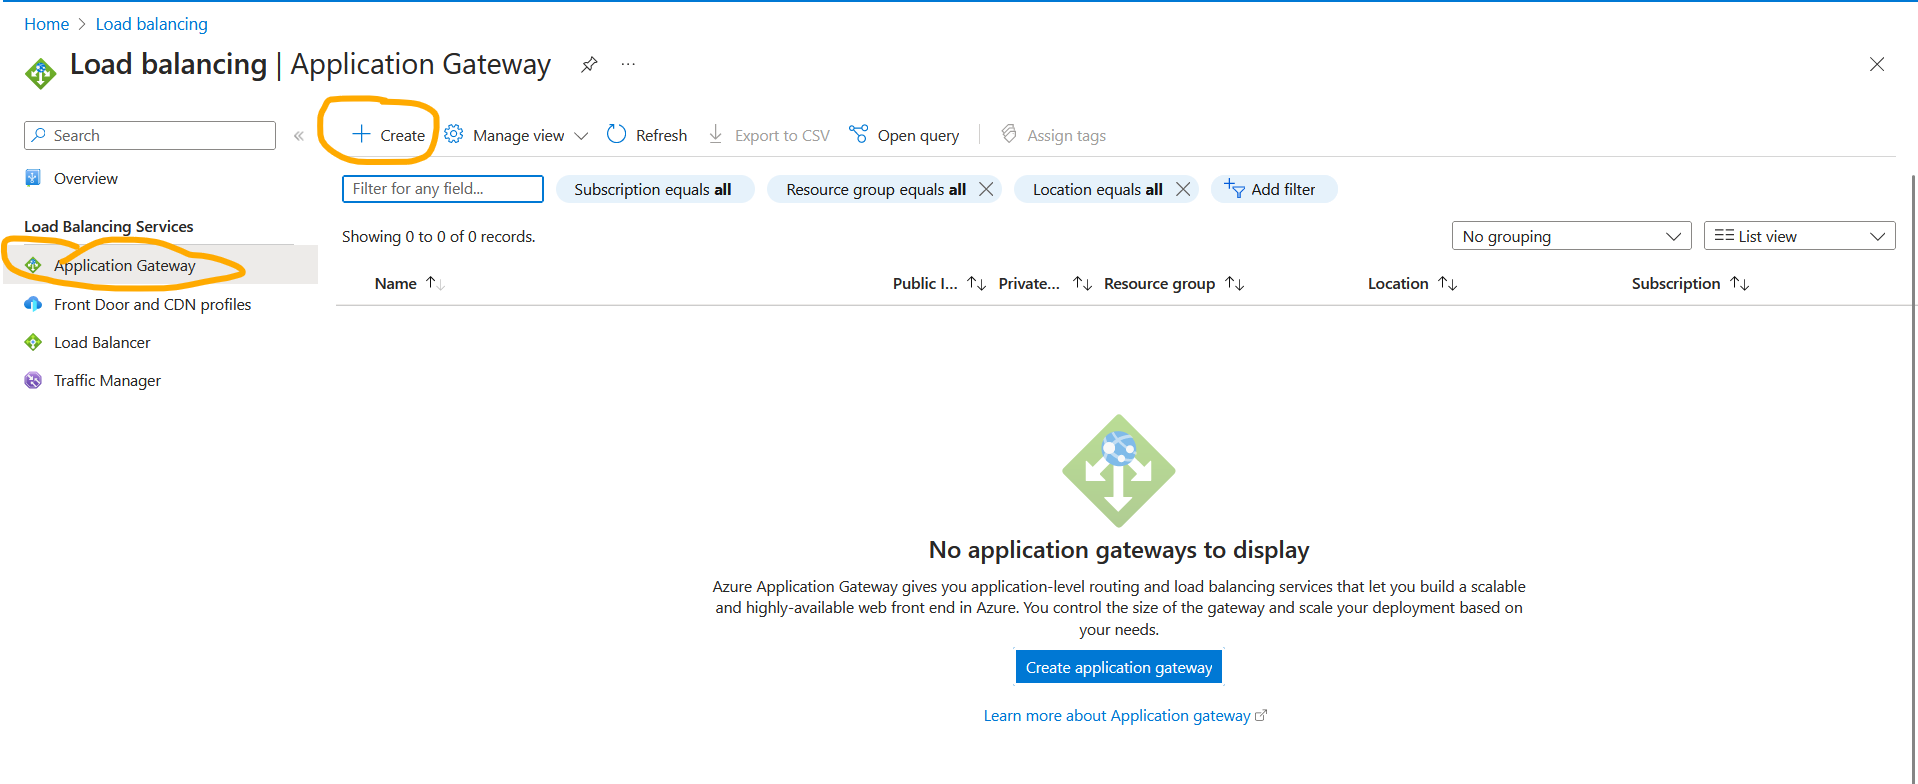 Home > Load balancing
Load balancing | Application Gateway
Search
Overview
Load Balancing Services
Application Gateway
Front Door and CDN profiles
Load Balancer
Traffic Manager
Create Manage view Refresh Export to CSV Open query Assign tags
Filter for any field... Subscription equals all Resource group equals all Location equals all Add filter
Showing 0 to 0 of 0 records. No grouping List view
Name Public I... Private... Resource group Location Subscription
No application gateways to display
Azure Application Gateway gives you application-level routing and load balancing services that let you build a scalable
and highly-available web front end in Azure. You control the size of the gateway and scale your deployment based on
your needs.
Create application gateway
Learn more about Application gateway